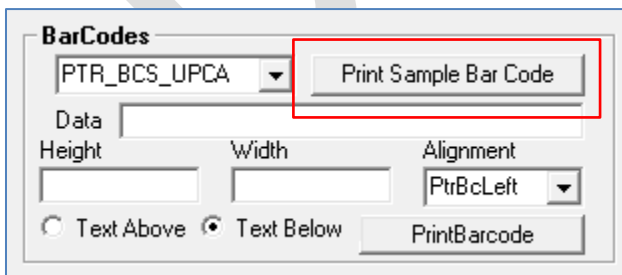 BarCodes
PTR_BCS_UPCA Print Sample Bar Code
Data
Height Width Alignment
PtrBcLeft
Text Above Text Below PrintBarcode